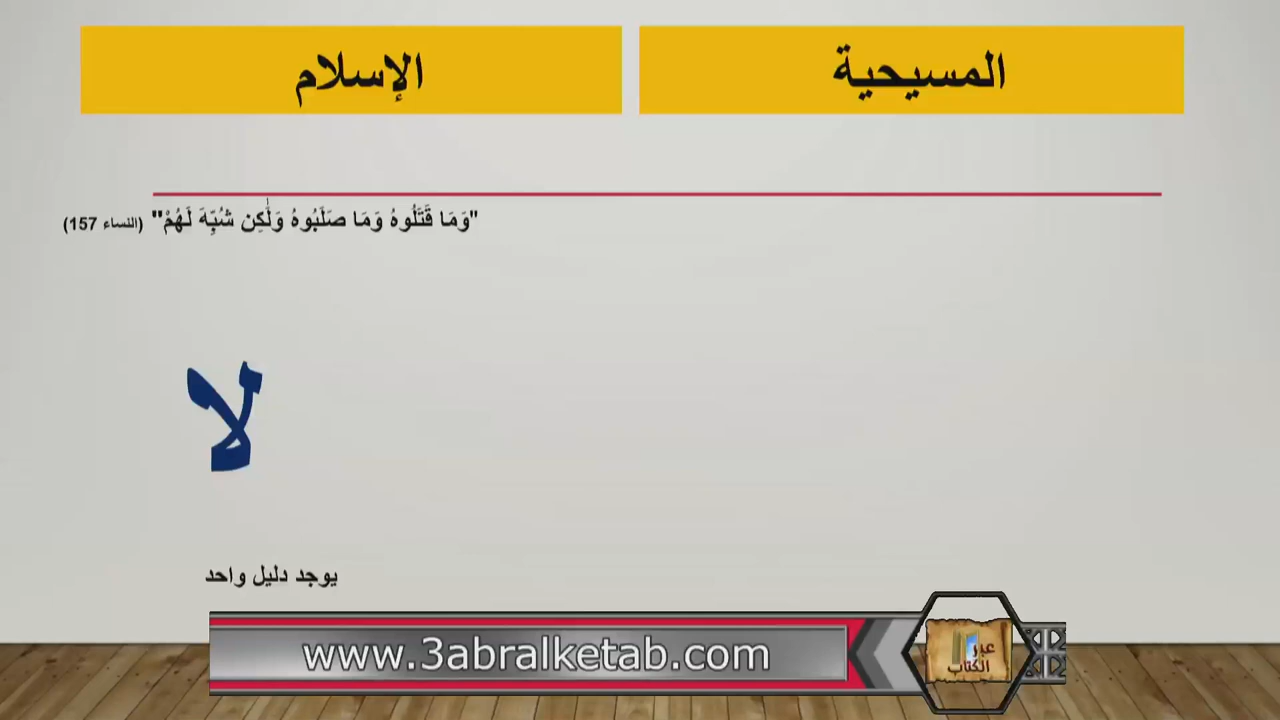 المسيحية
الإسلام
"وَمَا قَتَلُوهُ وَمَا صَلَبُوهُ وَلَٰكِن شُبِّهَ لَهُمْ" (النساء 157)
لا
يوجد دليل واحد
www.3abralketab.com
عبر
الكتاب